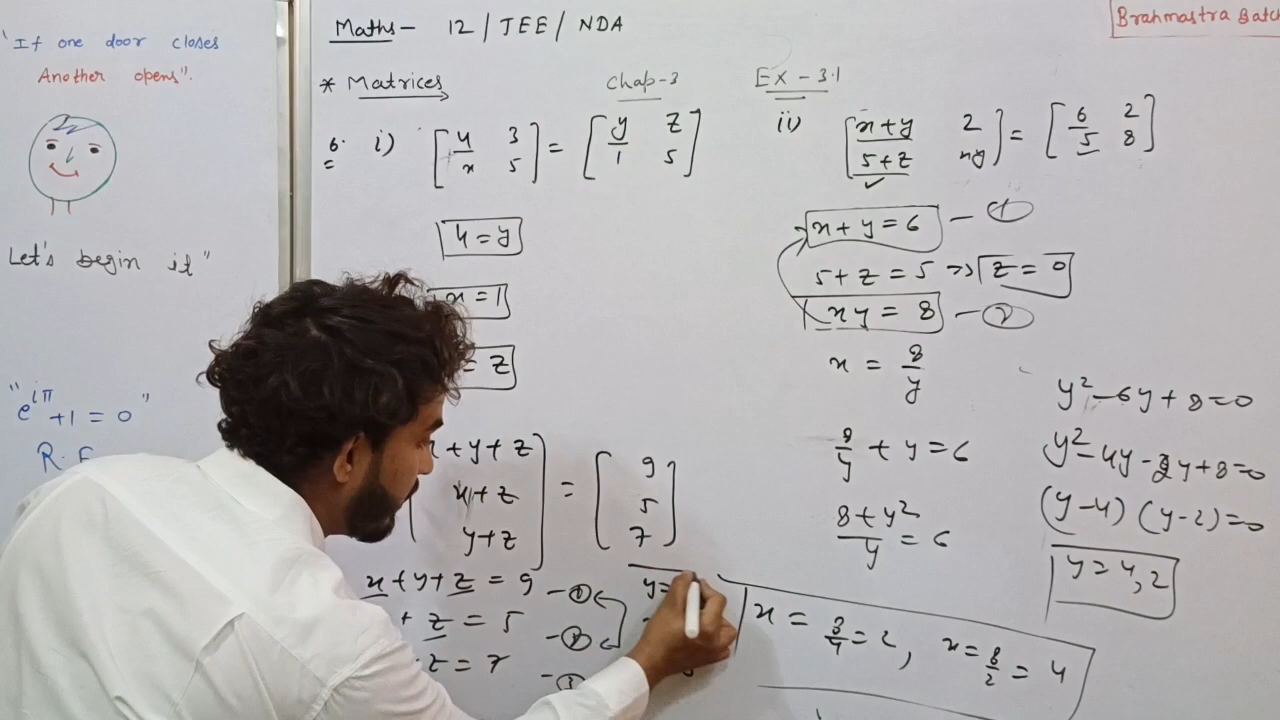 "If one door closes
Another opens".
Let's begin it"
"e^iπ +1 = 0"
Maths - 12 / JEE / NDA
Brahmastra Batch
* Matrices
Chap-3
Ex - 3.1
6. i) [4 3
x 5] = [y z
1 5]
4 = y
x = 1
= z
+ y + z
x + z
y + z] = [9
5
7]
x + y + z = 9 - ①
+ z = 5 - ②
z = 7 - ③
y =
ii) [x+y 2
5+z xy] = [6 2
5 8]
x + y = 6 - ①
5 + z = 5 => z = 0
xy = 8 - ②
x = 8/y
8/y + y = 6
8 + y²/y = 6
y² - 6y + 8 = 0
y² - 4y - 2y + 8 = 0
(y-4) (y-2) = 0
y = 4, 2
x = 8/4 = 2, x = 8/2 = 4